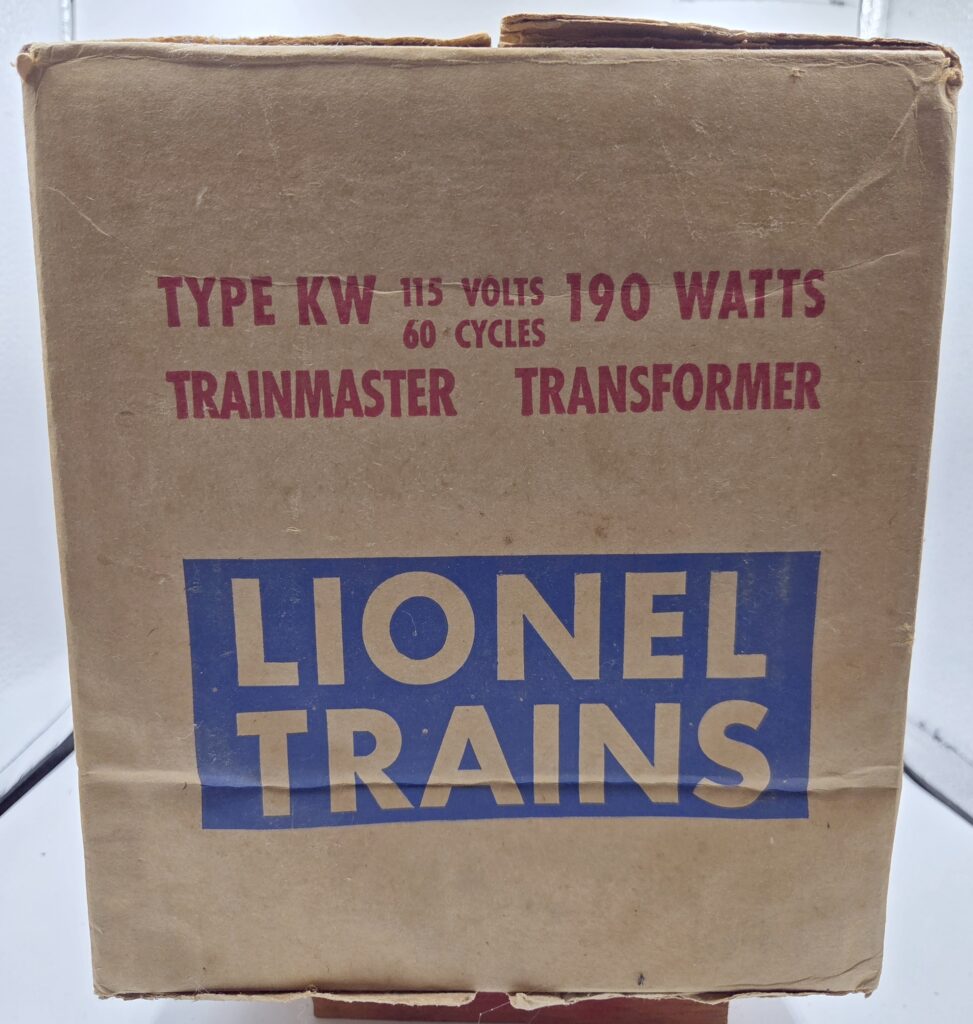 TYPE KW 115 VOLTS 190 WATTS
60 CYCLES
TRAINMASTER TRANSFORMER
LIONEL
TRAINS